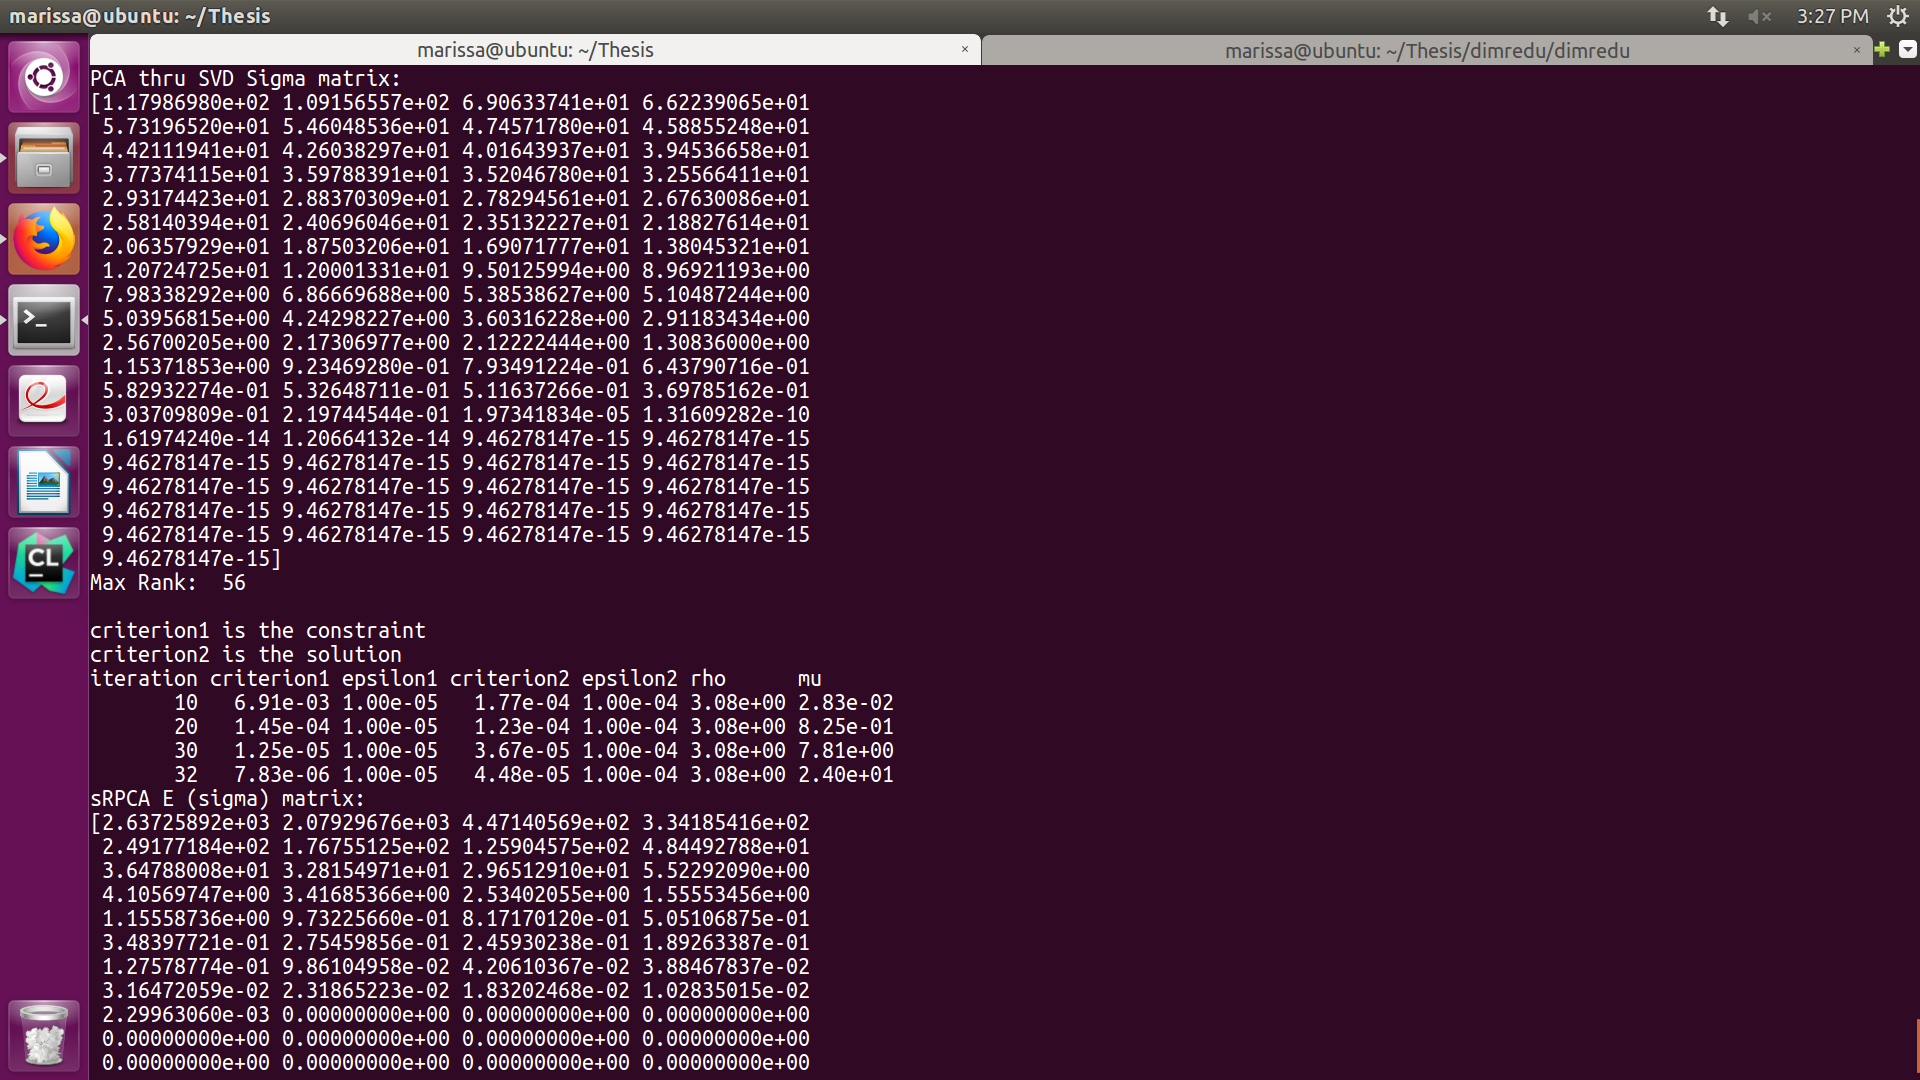 marissa@ubuntu: ~/Thesis
3:27 PM
marissa@ubuntu: ~/Thesis
marissa@ubuntu: ~/Thesis/dimredu/dimredu
PCA thru SVD Sigma matrix:
[1.17986980e+02 1.09156557e+02 6.90633741e+01 6.62239065e+01
5.73196520e+01 5.46048536e+01 4.74571780e+01 4.58855248e+01
4.42111941e+01 4.26038297e+01 4.01643937e+01 3.94536658e+01
3.77374115e+01 3.59788391e+01 3.52046780e+01 3.25566411e+01
2.93174423e+01 2.88370309e+01 2.78294561e+01 2.67630086e+01
2.58140394e+01 2.40696046e+01 2.35132227e+01 2.18827614e+01
2.06357929e+01 1.87503206e+01 1.69071777e+01 1.38045321e+01
1.20724725e+01 1.20001331e+01 9.50125994e+00 8.96921193e+00
7.98338292e+00 6.86669688e+00 5.38538627e+00 5.10487244e+00
5.03956815e+00 4.24298227e+00 3.60316228e+00 2.91183434e+00
2.56700205e+00 2.17306977e+00 2.12222444e+00 1.30836000e+00
1.15371853e+00 9.23469280e-01 7.93491224e-01 6.43790716e-01
5.82932274e-01 5.32648711e-01 5.11637266e-01 3.69785162e-01
3.03709809e-01 2.19744544e-01 1.97341834e-05 1.31609282e-10
1.61974240e-14 1.20664132e-14 9.46278147e-15 9.46278147e-15
9.46278147e-15 9.46278147e-15 9.46278147e-15 9.46278147e-15
9.46278147e-15 9.46278147e-15 9.46278147e-15 9.46278147e-15
9.46278147e-15 9.46278147e-15 9.46278147e-15 9.46278147e-15
9.46278147e-15 9.46278147e-15 9.46278147e-15 9.46278147e-15
9.46278147e-15]
Max Rank:  56
criterion1 is the constraint
criterion2 is the solution
iteration criterion1 epsilon1 criterion2 epsilon2 rho      mu
10   6.91e-03 1.00e-05   1.77e-04 1.00e-04 3.08e+00 2.83e-02
20   1.45e-04 1.00e-05   1.23e-04 1.00e-04 3.08e+00 8.25e-01
30   1.25e-05 1.00e-05   3.67e-05 1.00e-04 3.08e+00 7.81e+00
32   7.83e-06 1.00e-05   4.48e-05 1.00e-04 3.08e+00 2.40e+01
sRPCA E (sigma) matrix:
[2.63725892e+03 2.07929676e+03 4.47140569e+02 3.34185416e+02
2.49177184e+02 1.76755125e+02 1.25904575e+02 4.84492788e+01
3.64788008e+01 3.28154971e+01 2.96512910e+01 5.52292090e+00
4.10569747e+00 3.41685366e+00 2.53402055e+00 1.55553456e+00
1.15558736e+00 9.73225660e-01 8.17170120e-01 5.05106875e-01
3.48397721e-01 2.75459856e-01 2.45930238e-01 1.89263387e-01
1.27578774e-01 9.86104958e-02 4.20610367e-02 3.88467837e-02
3.16472059e-02 2.31865223e-02 1.83202468e-02 1.02835015e-02
2.29963060e-03 0.00000000e+00 0.00000000e+00 0.00000000e+00
0.00000000e+00 0.00000000e+00 0.00000000e+00 0.00000000e+00
0.00000000e+00 0.00000000e+00 0.00000000e+00 0.00000000e+00
CL